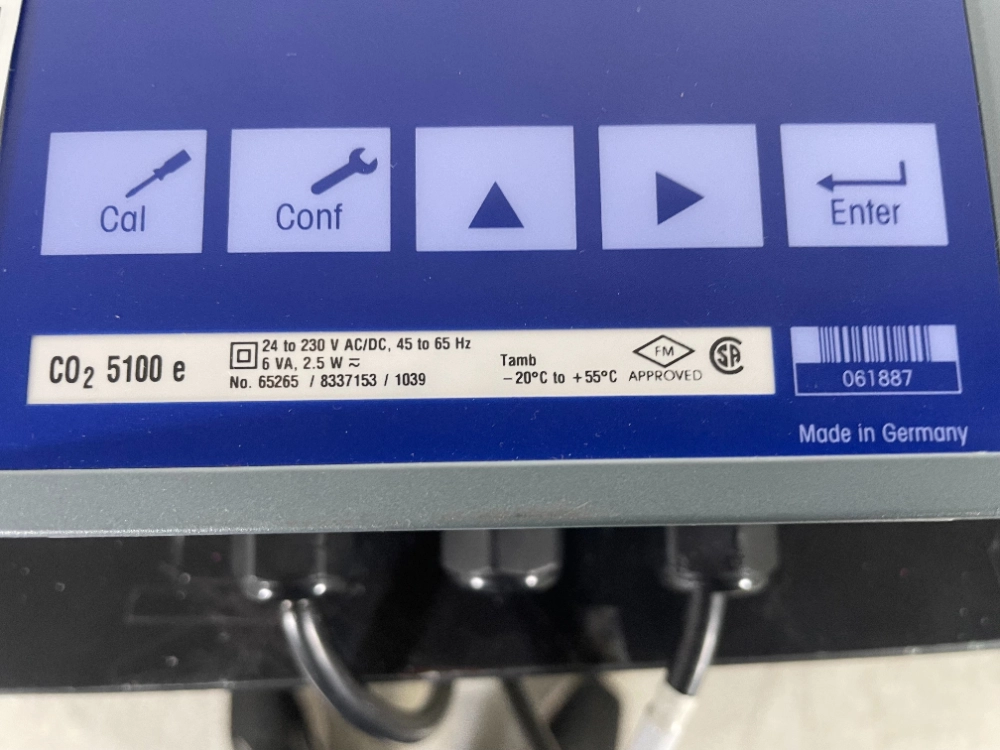 Cal
Conf
Enter
CO₂ 5100 e
24 to 230 V AC/DC, 45 to 65 Hz
6 VA, 2.5 W ⎓
No. 65265 / 8337153 / 1039
Tamb
−20°C to +55°C
FM
APPROVED
SA
061887
Made in Germany